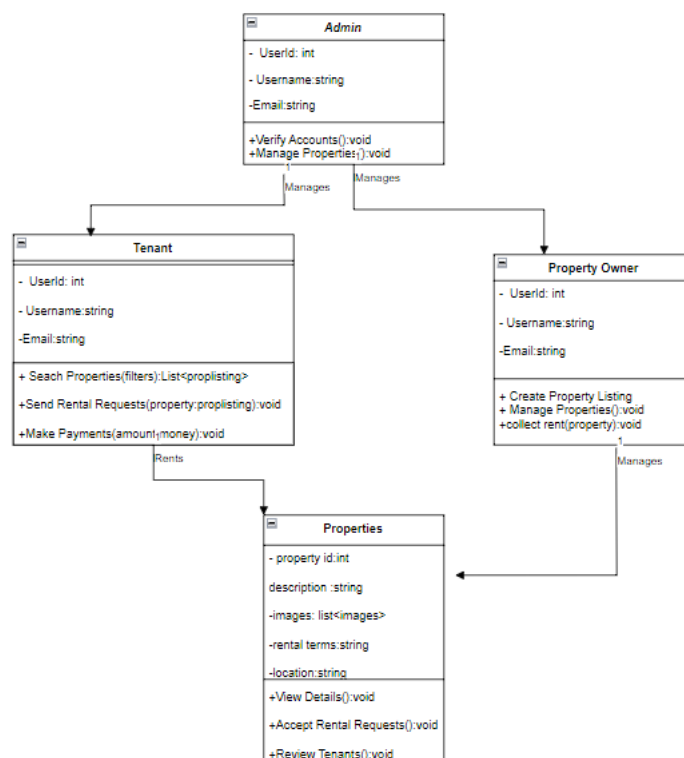 Admin
- UserId: int
- Username:string
-Email:string
+Verify Accounts():void
+Manage Properties():void
1
1
Manages
Manages
Tenant
- UserId: int
- Username:string
-Email:string
+ Seach Properties(filters):List<proplisting>
+Send Rental Requests(property:proplisting):void
+Make Payments(amount:money):void
1
Rents
Property Owner
- UserId: int
- Username:string
-Email:string
+ Create Property Listing
+ Manage Properties():void
+collect rent(property):void
1
Manages
Properties
- property id:int
description :string
-images: list<images>
-rental terms:string
-location:string
+View Details():void
+Accept Rental Requests():void
+Review Tenants():void